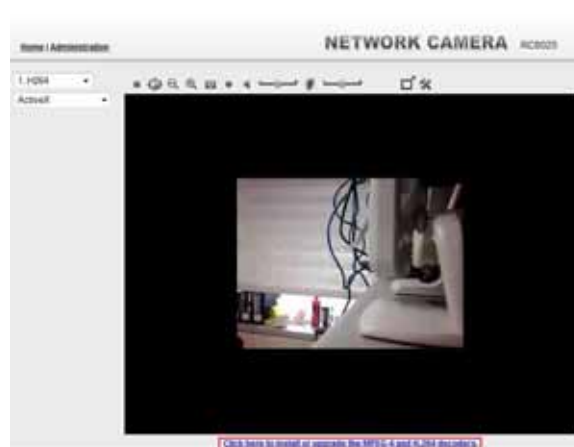 NETWORK CAMERA RC8025
Home | Administration
1. H264
ActiveX
Click here to install or upgrade the MPEG-4 and H.264 decoders.